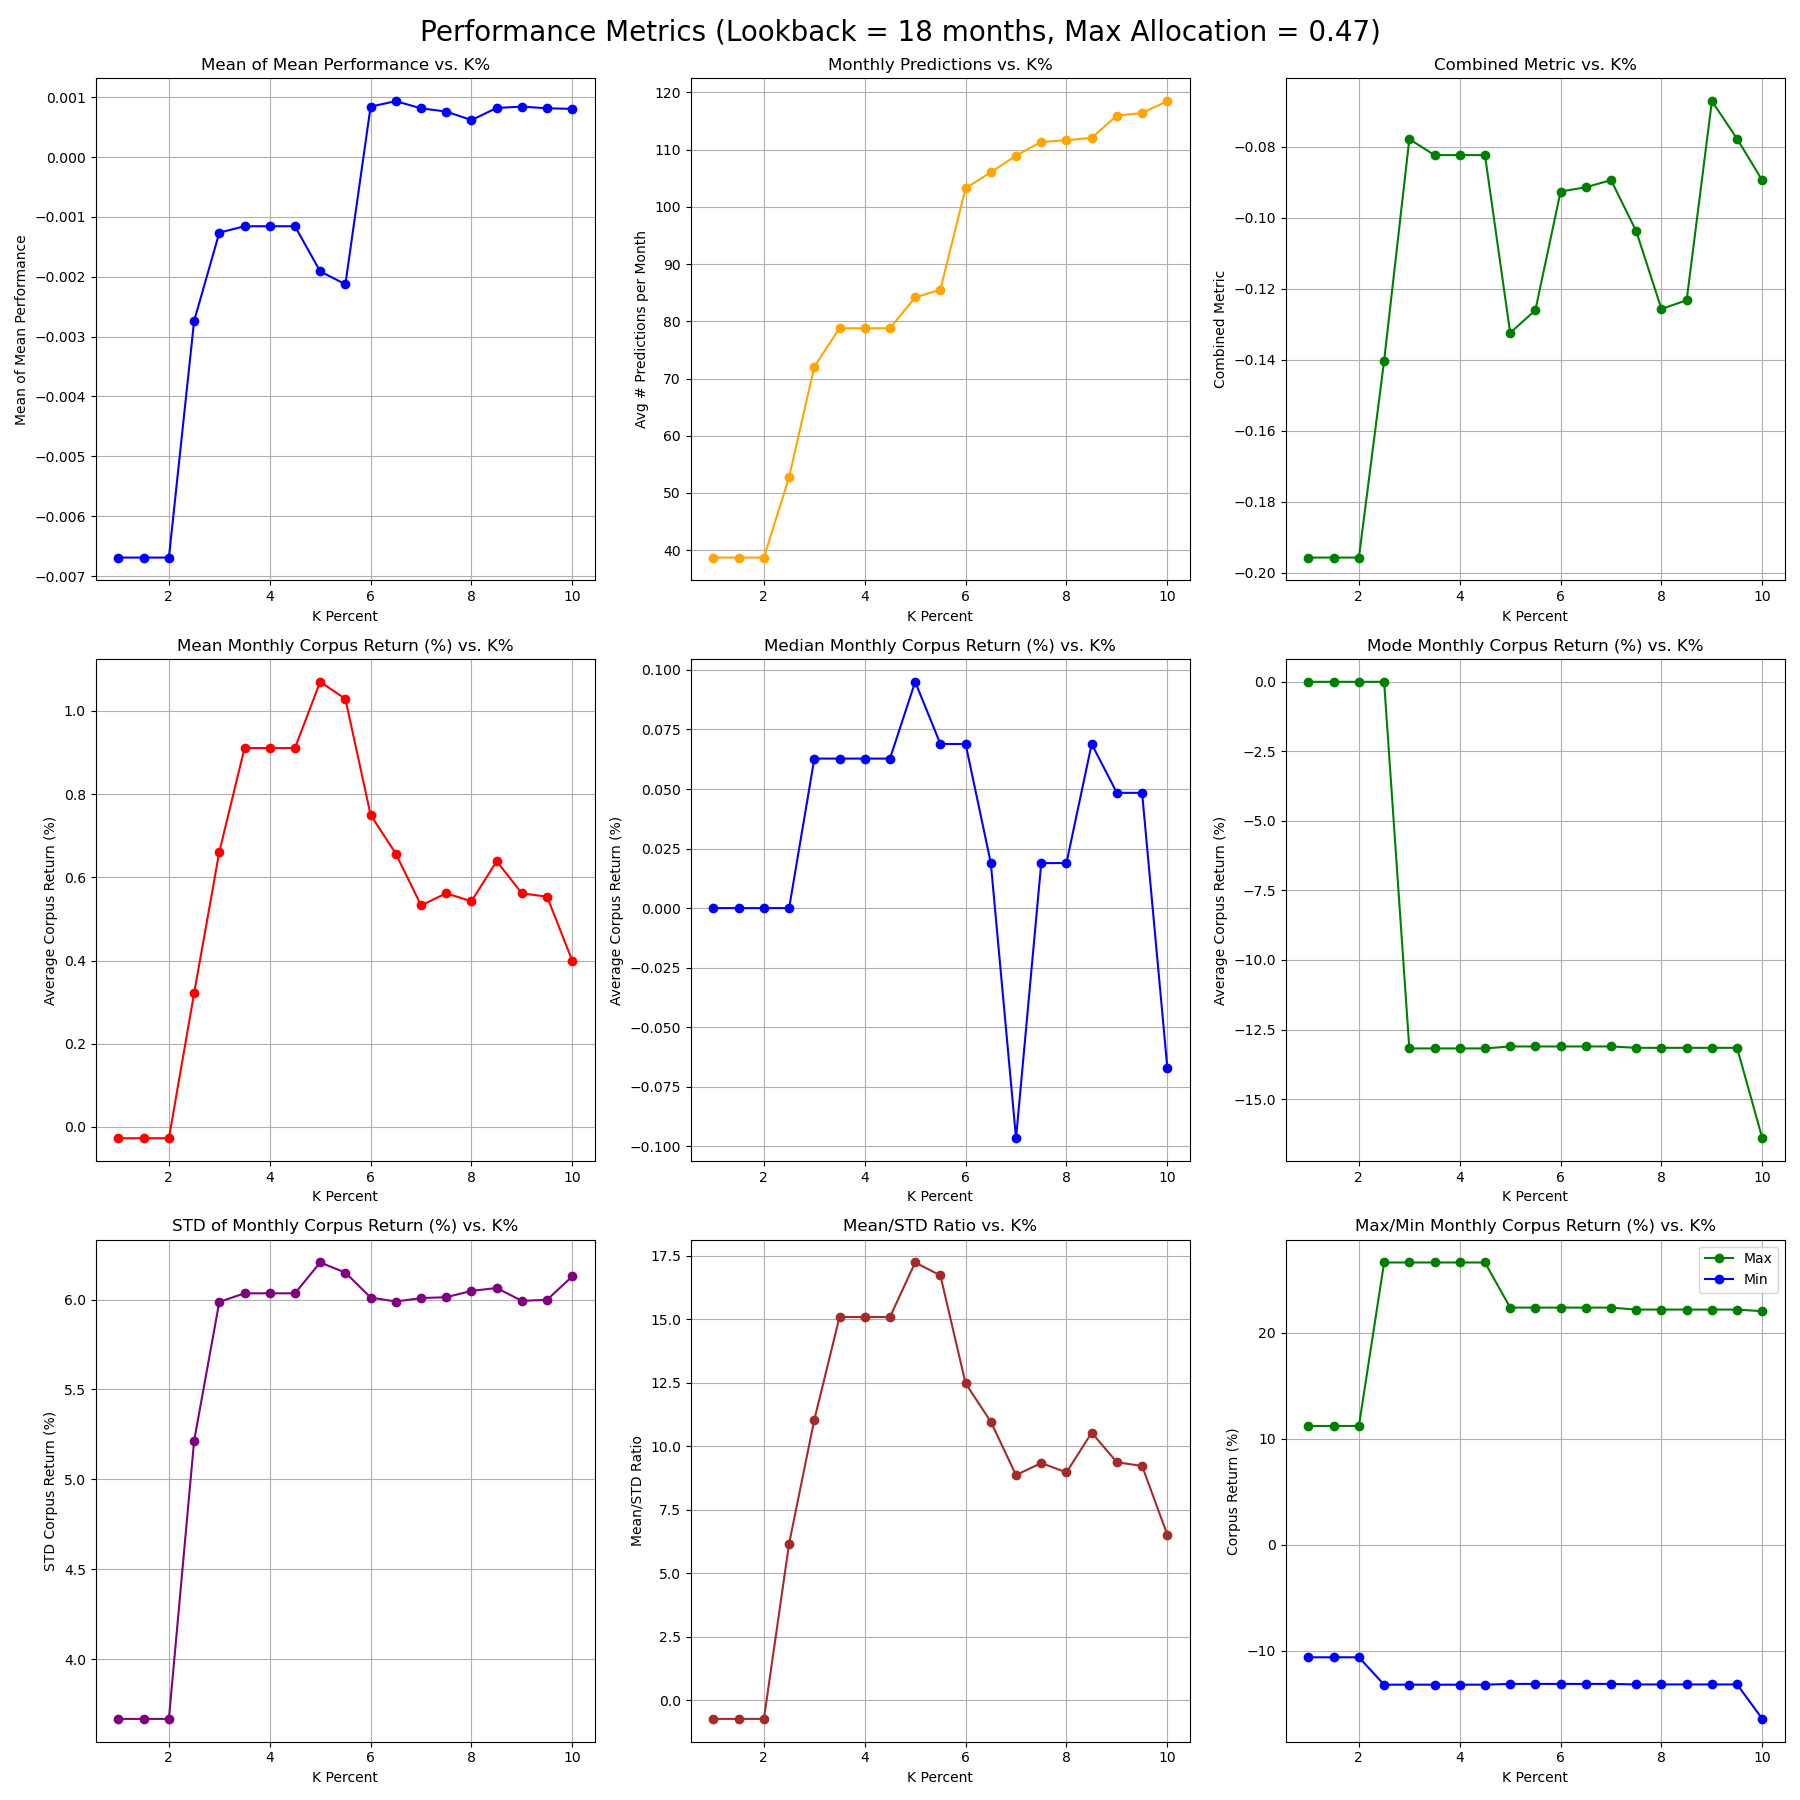 Performance Metrics (Lookback = 18 months, Max Allocation = 0.47)
Mean of Mean Performance vs. K%
0.001
0.000
−0.001
−0.002
−0.003
−0.004
−0.005
−0.006
−0.007
Mean of Mean Performance
2 4 6 8 10
K Percent
Monthly Predictions vs. K%
120
110
100
90
80
70
60
50
40
Avg # Predictions per Month
2 4 6 8 10
K Percent
Combined Metric vs. K%
−0.08
−0.10
−0.12
−0.14
−0.16
−0.18
−0.20
Combined Metric
2 4 6 8 10
K Percent
Mean Monthly Corpus Return (%) vs. K%
1.0
0.8
0.6
0.4
0.2
0.0
Average Corpus Return (%)
2 4 6 8 10
K Percent
Median Monthly Corpus Return (%) vs. K%
0.100
0.075
0.050
0.025
0.000
−0.025
−0.050
−0.075
−0.100
Average Corpus Return (%)
2 4 6 8 10
K Percent
Mode Monthly Corpus Return (%) vs. K%
0.0
−2.5
−5.0
−7.5
−10.0
−12.5
−15.0
Average Corpus Return (%)
2 4 6 8 10
K Percent
STD of Monthly Corpus Return (%) vs. K%
6.0
5.5
5.0
4.5
4.0
STD Corpus Return (%)
2 4 6 8 10
K Percent
Mean/STD Ratio vs. K%
17.5
15.0
12.5
10.0
7.5
5.0
2.5
0.0
Mean/STD Ratio
2 4 6 8 10
K Percent
Max/Min Monthly Corpus Return (%) vs. K%
Max
Min
20
10
0
−10
Corpus Return (%)
2 4 6 8 10
K Percent